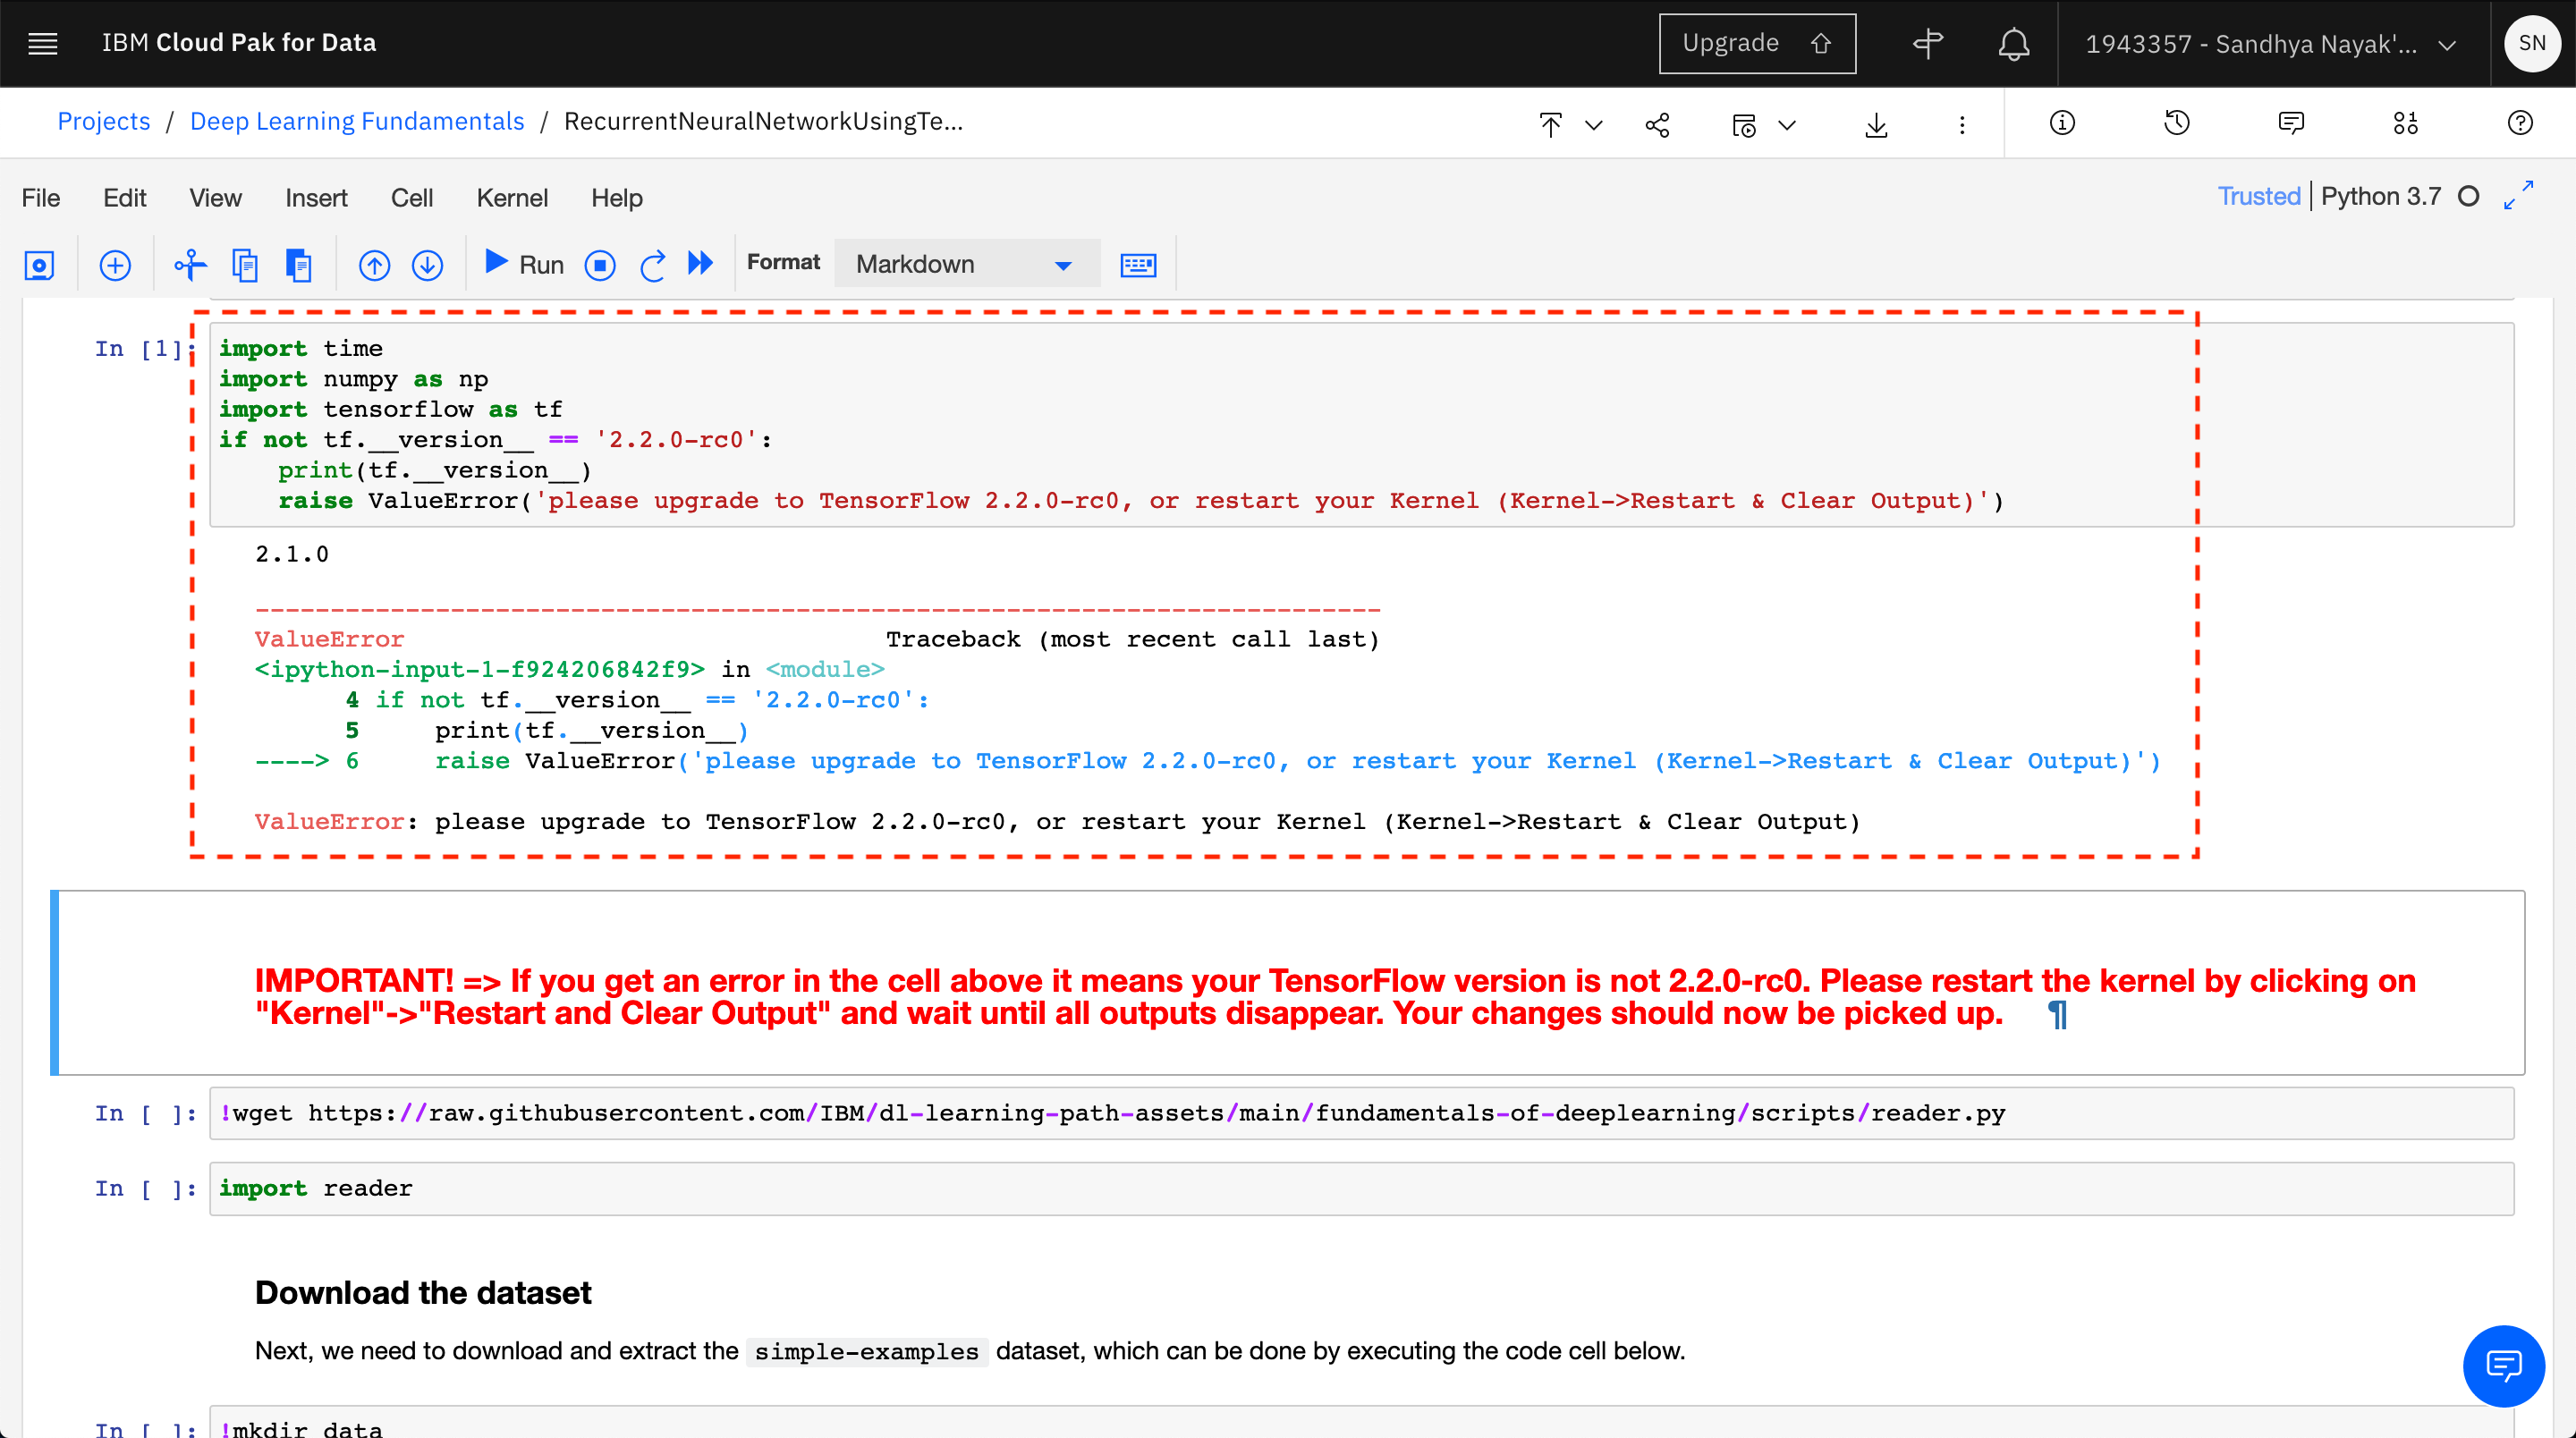 IBM Cloud Pak for Data
Upgrade
1943357 - Sandhya Nayak'...
SN
Projects / Deep Learning Fundamentals / RecurrentNeuralNetworkUsingTe...
File Edit View Insert Cell Kernel Help
Trusted | Python 3.7
Run
Format
Markdown
In [1]:
import time
import numpy as np
import tensorflow as tf
if not tf.__version__ == '2.2.0-rc0':
    print(tf.__version__)
    raise ValueError('please upgrade to TensorFlow 2.2.0-rc0, or restart your Kernel (Kernel->Restart & Clear Output)')
2.1.0
---------------------------------------------------------------------------
ValueError                                Traceback (most recent call last)
<ipython-input-1-f924206842f9> in <module>
      4 if not tf.__version__ == '2.2.0-rc0':
      5     print(tf.__version__)
----> 6     raise ValueError('please upgrade to TensorFlow 2.2.0-rc0, or restart your Kernel (Kernel->Restart & Clear Output)')
ValueError: please upgrade to TensorFlow 2.2.0-rc0, or restart your Kernel (Kernel->Restart & Clear Output)
IMPORTANT! => If you get an error in the cell above it means your TensorFlow version is not 2.2.0-rc0. Please restart the kernel by clicking on
"Kernel"->"Restart and Clear Output" and wait until all outputs disappear. Your changes should now be picked up. ¶
In [ ]: !wget https://raw.githubusercontent.com/IBM/dl-learning-path-assets/main/fundamentals-of-deeplearning/scripts/reader.py
In [ ]: import reader
Download the dataset
Next, we need to download and extract the simple-examples dataset, which can be done by executing the code cell below.
In [ ]: !mkdir data